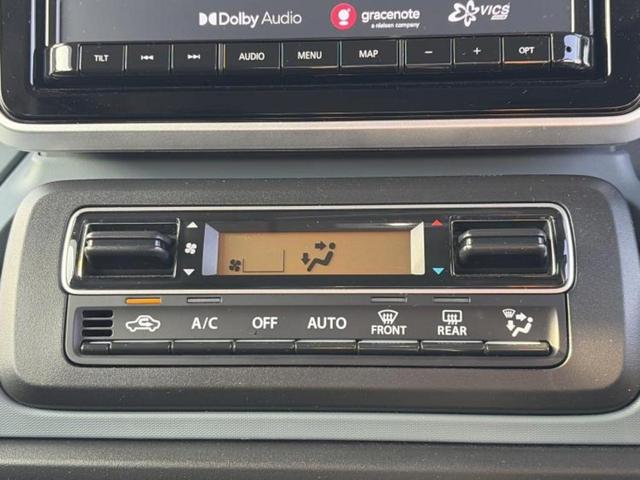 Dolby Audio gracenote VICS
a nielsen company
TILT AUDIO MENU MAP − + OPT
A/C OFF AUTO FRONT REAR